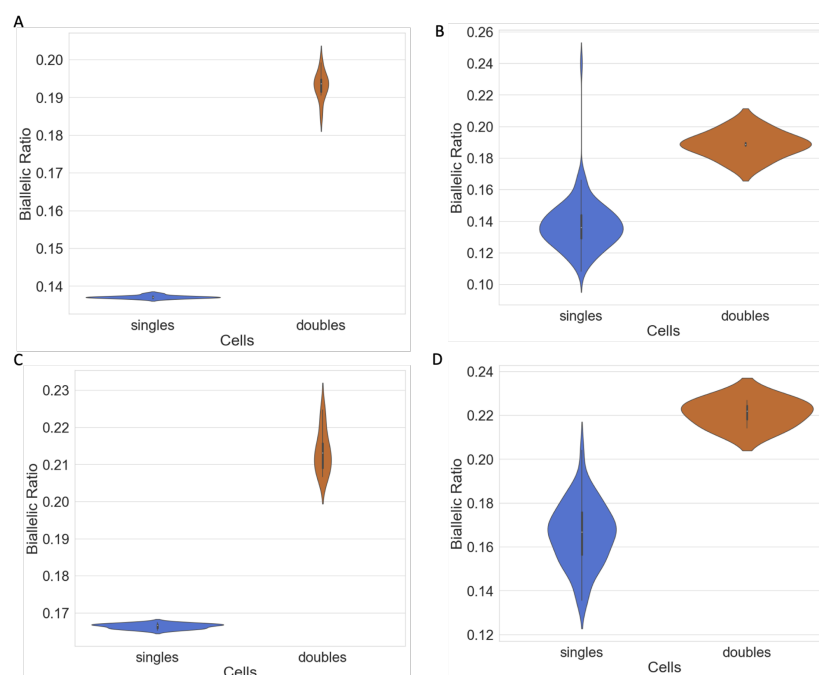 A
Biallelic Ratio
0.20
0.19
0.18
0.17
0.16
0.15
0.14
singles doubles
Cells
B
Biallelic Ratio
0.26
0.24
0.22
0.20
0.18
0.16
0.14
0.12
0.10
singles doubles
Cells
C
Biallelic Ratio
0.23
0.22
0.21
0.20
0.19
0.18
0.17
singles doubles
Cells
D
Biallelic Ratio
0.24
0.22
0.20
0.18
0.16
0.14
0.12
singles doubles
Cells